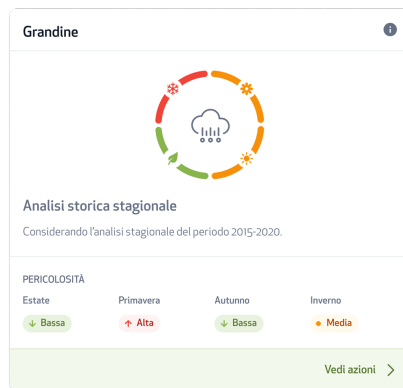 Grandine
Analisi storica stagionale
Considerando l'analisi stagionale del periodo 2015-2020.
PERICOLOSITÀ
Estate Primavera Autunno Inverno
Bassa Alta Bassa Media
Vedi azioni